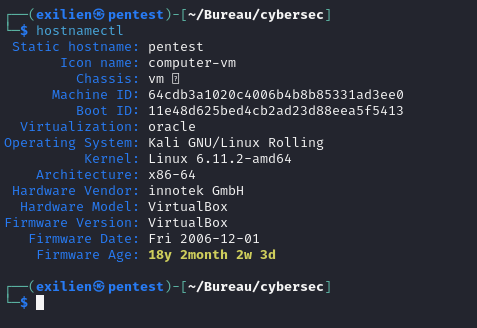 ┌──(exilien㉿pentest)-[~/Bureau/cybersec]
└─$ hostnamectl
Static hostname: pentest
Icon name: computer-vm
Chassis: vm
Machine ID: 64cdb3a1020c4006b4b8b85331ad3ee0
Boot ID: 11e48d625bed4cb2ad23d88eea5f5413
Virtualization: oracle
Operating System: Kali GNU/Linux Rolling
Kernel: Linux 6.11.2-amd64
Architecture: x86-64
Hardware Vendor: innotek GmbH
Hardware Model: VirtualBox
Firmware Version: VirtualBox
Firmware Date: Fri 2006-12-01
Firmware Age: 18y 2month 2w 3d
┌──(exilien㉿pentest)-[~/Bureau/cybersec]
└─$